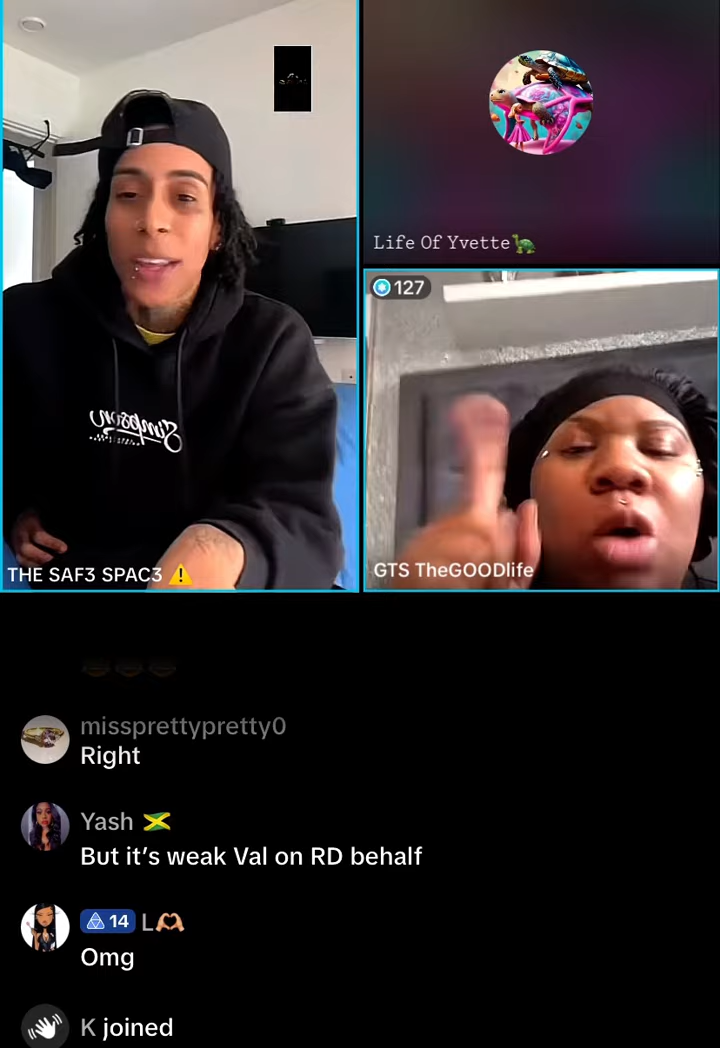 Simpson
THE SAF3 SPAC3 ⚠️
Life Of Yvette🐢
127
GTS TheGOODlife
missprettypretty0
Right
Yash 🇯🇲
But it’s weak Val on RD behalf
14 L🫶🏽
Omg
K joined